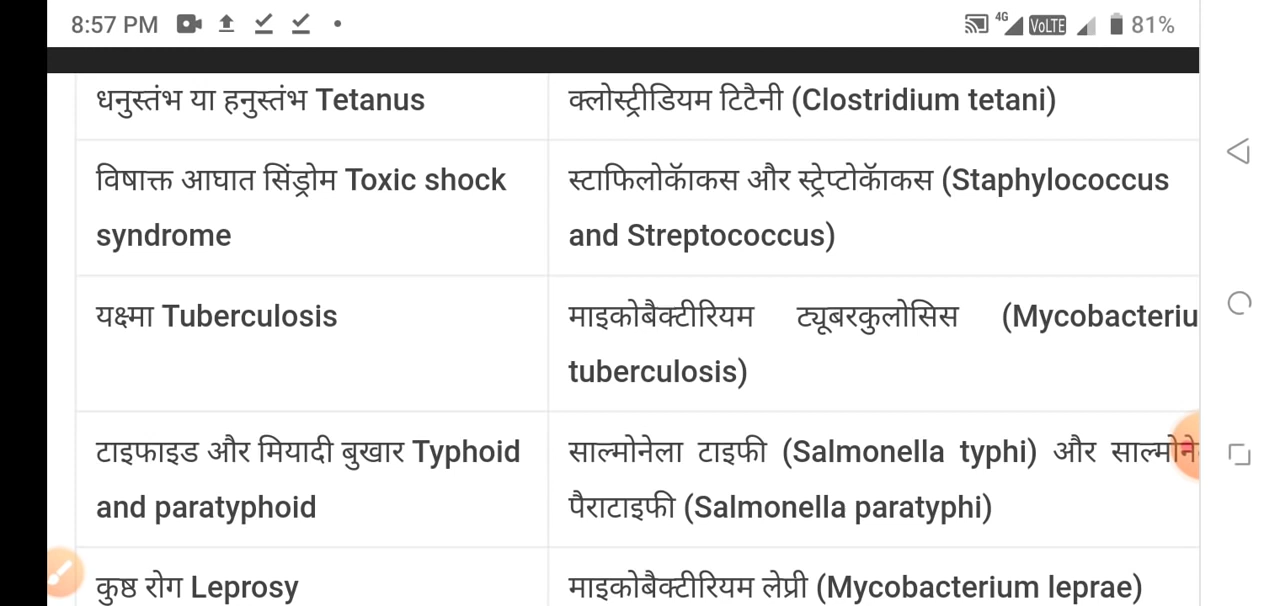 8:57 PM
4G VoLTE 81%
धनुस्तंभ या हनुस्तंभ Tetanus
क्लोस्ट्रीडियम टिटैनी (Clostridium tetani)
विषाक्त आघात सिंड्रोम Toxic shock
syndrome
स्टाफिलोकॅाकस और स्ट्रेप्टोकॅाकस (Staphylococcus
and Streptococcus)
यक्ष्मा Tuberculosis
माइकोबैक्टीरियम ट्यूबरकुलोसिस (Mycobacteriu
tuberculosis)
टाइफाइड और मियादी बुखार Typhoid
and paratyphoid
साल्मोनेला टाइफी (Salmonella typhi) और साल्मोने
पैराटाइफी (Salmonella paratyphi)
कुष्ठ रोग Leprosy
माइकोबैक्टीरियम लेप्री (Mycobacterium leprae)